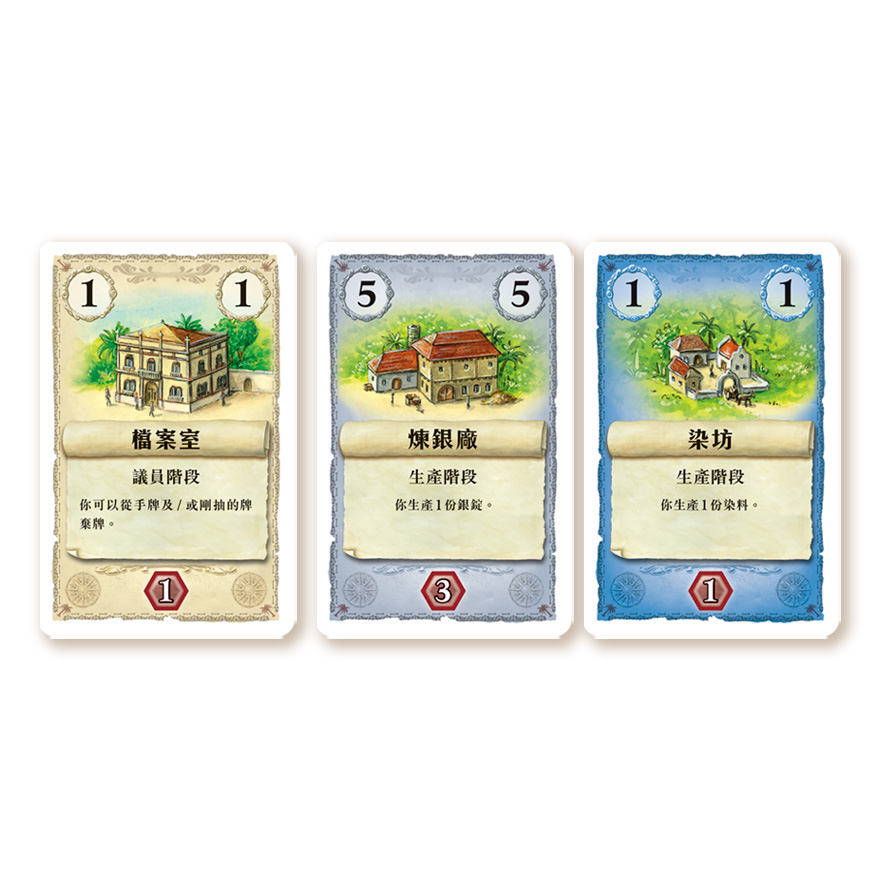 1 1
檔案室
議員階段
你可以從手牌及/或剛抽的牌
棄牌。
1
5 5
煉銀廠
生產階段
你生產1份銀錠。
3
1 1
染坊
生產階段
你生產1份染料。
1